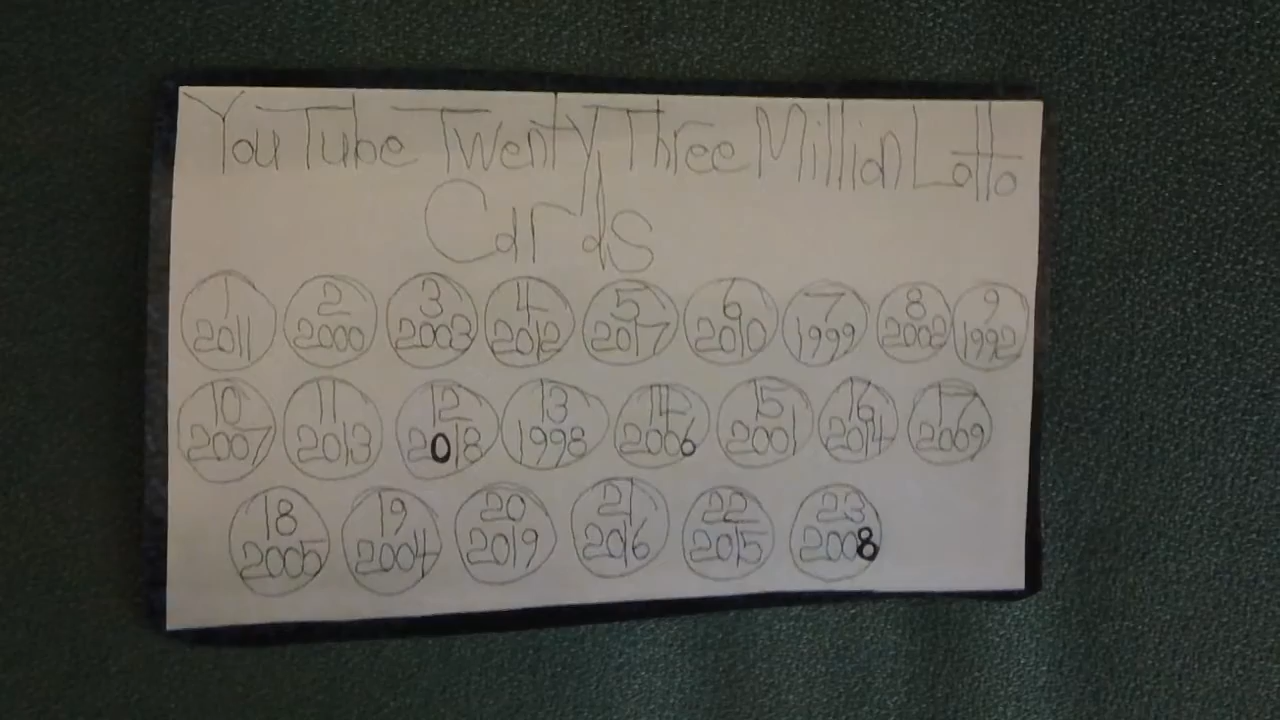 YouTube Twenty Three Million Lotto
Cards
1 2 3 4 5 6 7 8 9
2011 2000 2003 2012 2017 2010 1999 2002 1992
10 11 12 13 14 15 16 17
2007 2013 2018 1998 2006 2001 2014 2009
18 19 20 21 22 23
2005 2004 2019 2016 2015 2008